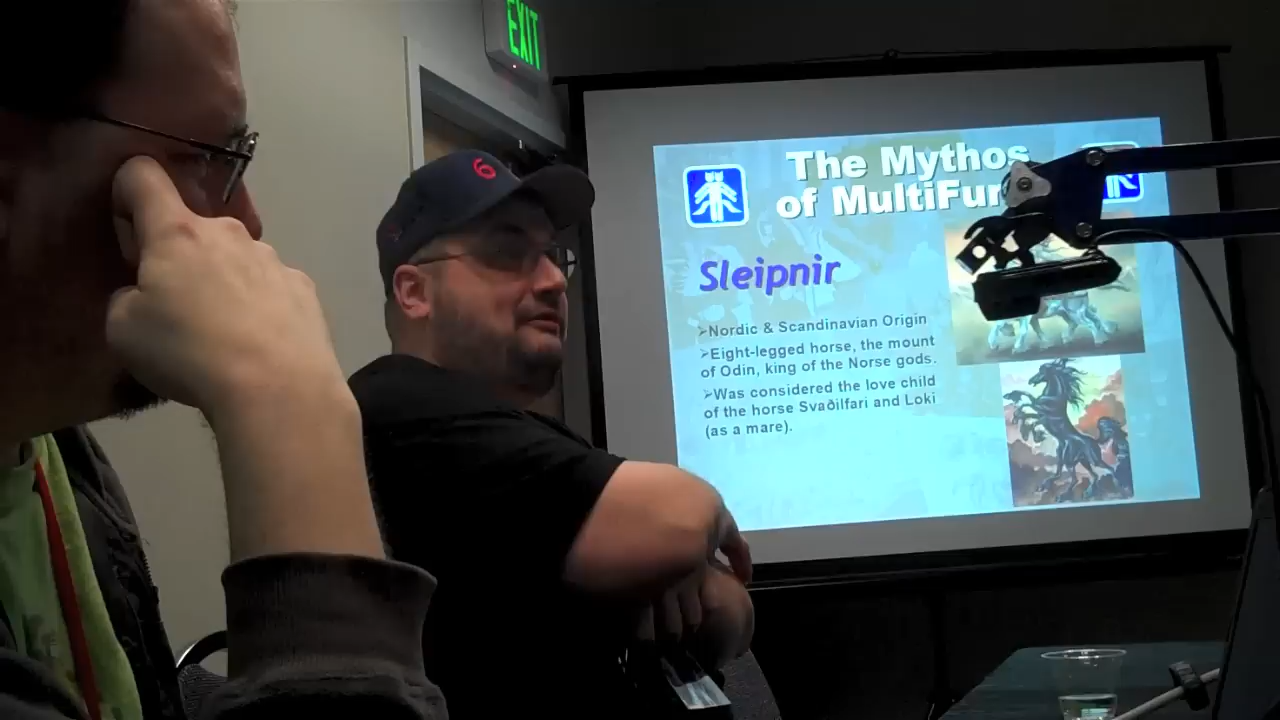 EXIT
6
The Mythos
of MultiFur
Sleipnir
➢Nordic & Scandinavian Origin
➢Eight-legged horse, the mount
of Odin, king of the Norse gods.
➢Was considered the love child
of the horse Svaðilfari and Loki
(as a mare).